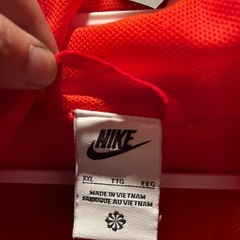 NIKE
XXL TTG EEG
MADE IN VIETNAM
FABRIQUÉ AU VIETNAM